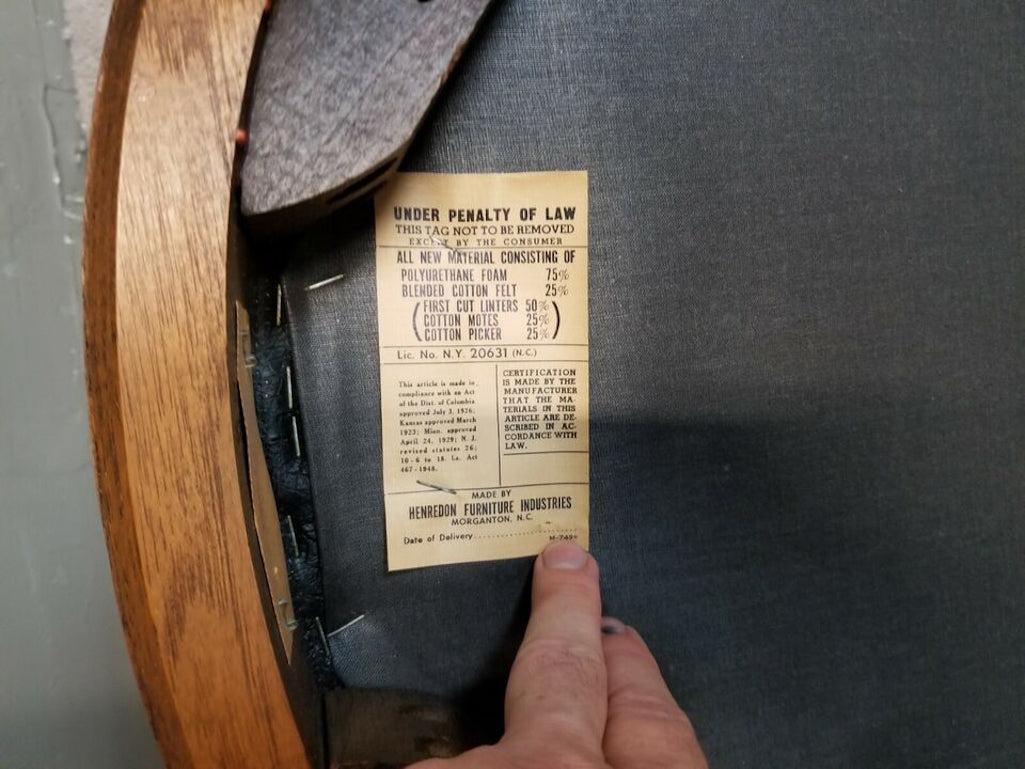 UNDER PENALTY OF LAW
THIS TAG NOT TO BE REMOVED
EXCEPT BY THE CONSUMER
ALL NEW MATERIAL CONSISTING OF
POLYURETHANE FOAM 75%
BLENDED COTTON FELT 25%
(FIRST CUT LINTERS 50%
COTTON MOTES 25%
COTTON PICKER 25%)
Lic. No. N.Y. 20631 (N.C.)
This article is made in
compliance with an Act
of the Dist. of Columbia
approved July 3, 1926;
Kansas approved March
1923; Minn. approved
April 24, 1929; N. J.
revised statutes 26;
10-6 to 18. La. Act
467-1948.
CERTIFICATION
IS MADE BY THE
MANUFACTURER
THAT THE MA-
TERIALS IN THIS
ARTICLE ARE DE-
SCRIBED IN AC-
CORDANCE WITH
LAW.
MADE BY
HENREDON FURNITURE INDUSTRIES
MORGANTON, N.C.
Date of Delivery